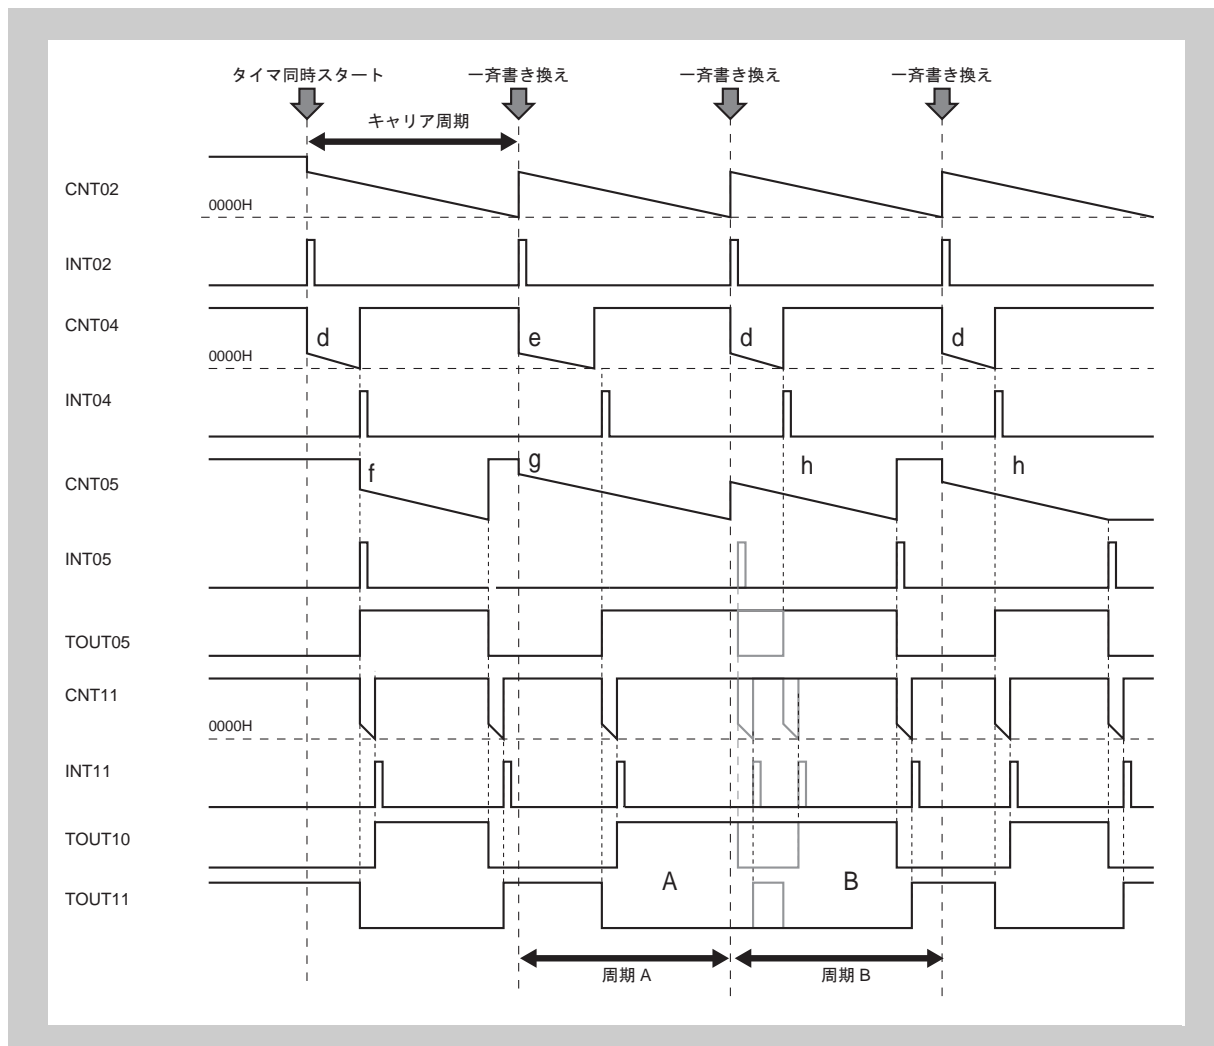 タイマ同時スタート 一斉書き換え 一斉書き換え 一斉書き換え
キャリア周期
CNT02
0000H
INT02
CNT04
d e d d
0000H
INT04
CNT05
f g h h
INT05
TOUT05
CNT11
0000H
INT11
TOUT10
A B
TOUT11
周期 A 周期 B